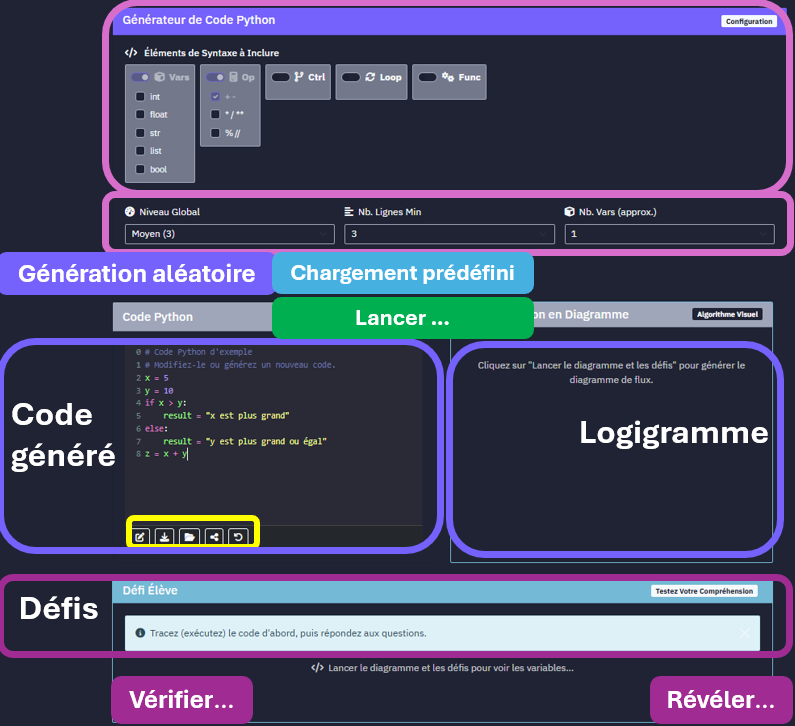 Générateur de Code Python
Configuration
</> Éléments de Syntaxe à Inclure
Vars
int
float
str
list
bool
Op
+ -
* / **
% //
Ctrl
Loop
Func
Niveau Global
Moyen (3)
Nb. Lignes Min
3
Nb. Vars (approx.)
1
Génération aléatoire
Chargement prédéfini
Lancer ...
Code Python
on en Diagramme
Algorithme Visuel
Code
généré
0 # Code Python d'exemple
1 # Modifiez-le ou générez un nouveau code.
2 x = 5
3 y = 10
4 if x > y:
5 result = "x est plus grand"
6 else:
7 result = "y est plus grand ou égal"
8 z = x + y
Cliquez sur "Lancer le diagramme et les défis" pour générer le
diagramme de flux.
Logigramme
Défis
Défi Élève
Testez Votre Compréhension
Tracez (exécutez) le code d'abord, puis répondez aux questions.
</> Lancer le diagramme et les défis pour voir les variables...
Vérifier...
Révéler...